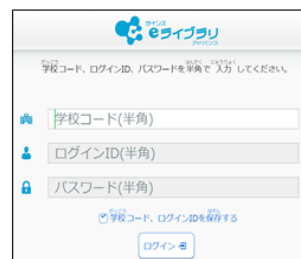 ラインズ
eライブラリ
アドバンス
学校コード、ログインID、パスワードを半角で 入力 してください。
学校コード(半角)
ログインID(半角)
パスワード(半角)
学校コード、ログインIDを保存する
ログイン